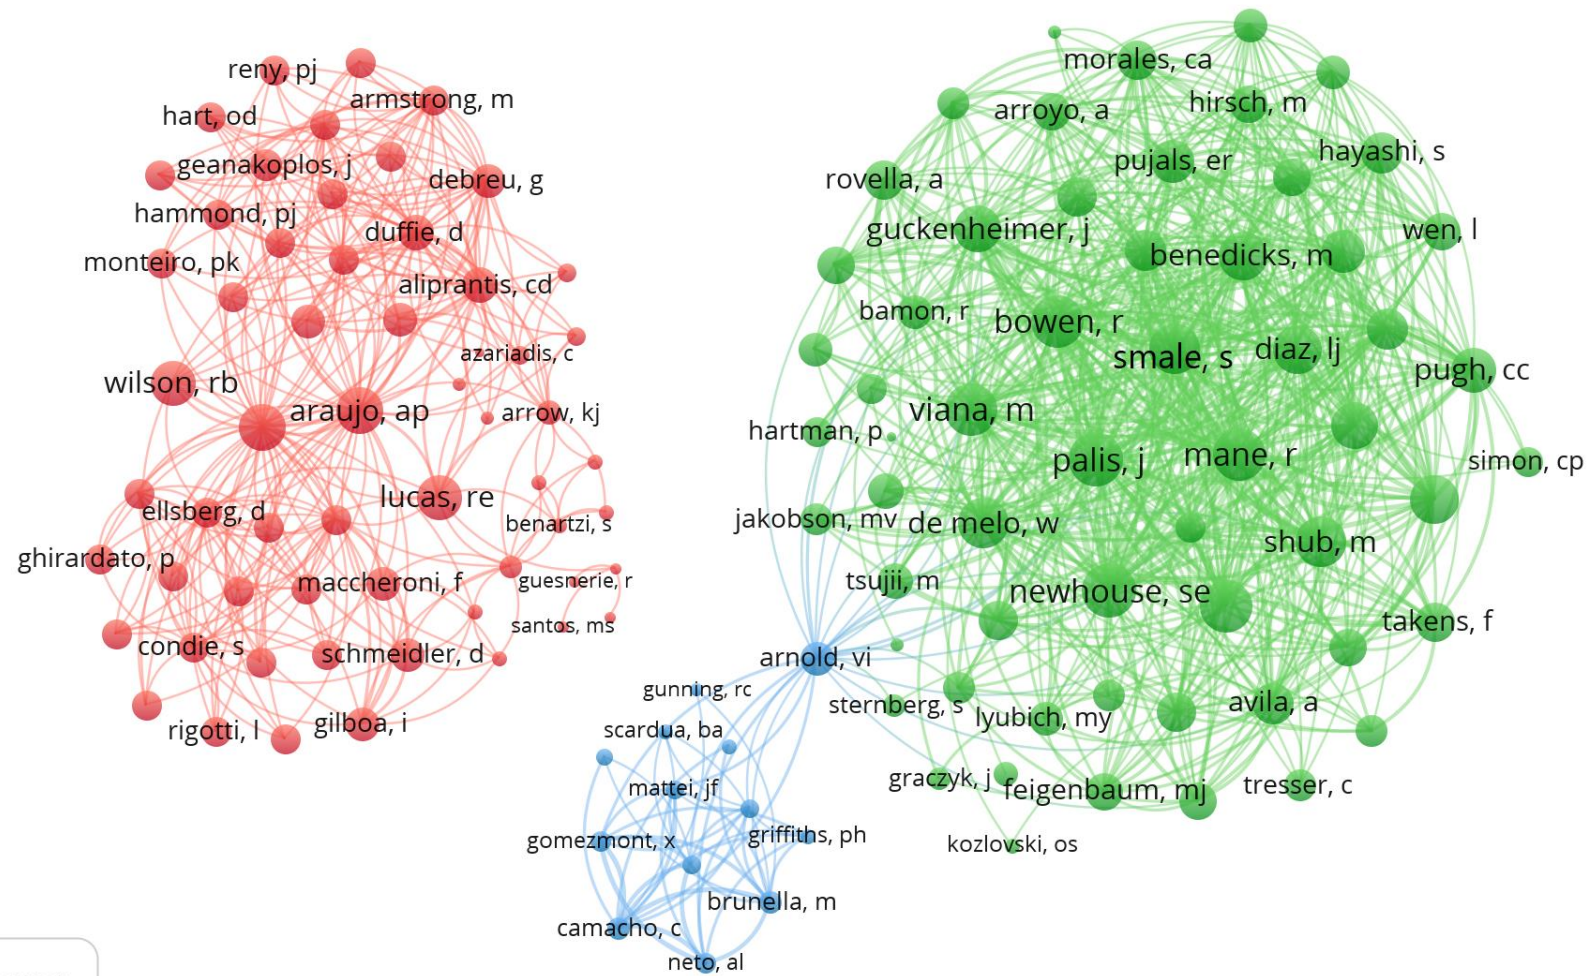 reny, pj
armstrong, m
hart, od
geanakoplos, j
debreu, g
hammond, pj
duffie, d
monteiro, pk
aliprantis, cd
azariadis, c
wilson, rb
araujo, ap
arrow, kj
lucas, re
ellsberg, d
benartzi, s
ghirardato, p
maccheroni, f
guesnerie, r
santos, ms
condie, s
schmeidler, d
rigotti, l
gilboa, i
morales, ca
arroyo, a
hirsch, m
pujals, er
hayashi, s
rovella, a
guckenheimer, j
wen, l
benedicks, m
bamon, r
bowen, r
smale, s
diaz, lj
pugh, cc
viana, m
hartman, p
palis, j
mane, r
simon, cp
jakobson, mv
de melo, w
shub, m
tsujii, m
newhouse, se
takens, f
sternberg, s
lyubich, my
avila, a
graczyk, j
feigenbaum, mj
tresser, c
kozlovski, os
arnold, vi
gunning, rc
scardua, ba
mattei, jf
gomezmont, x
griffiths, ph
brunella, m
camacho, c
neto, al